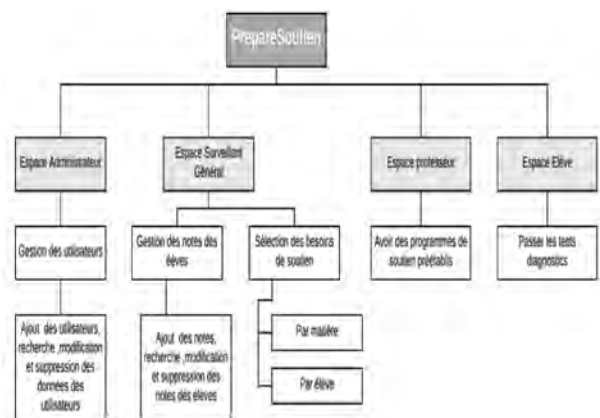 PrepareSoutien
Espace Administrateur
Espace Surveillant
Général
Espace professeur
Espace Elève
Gestion des utilisateurs
Gestion des notes des
élèves
Sélection des besoins
de soutien
Avoir des programmes de
soutien préétablis
Passer les tests
diagnostics
Ajout des utilisateurs,
recherche ,modification
et suppression des
données des
utilisateurs
Ajout des notes,
recherche ,modification
et suppression des
notes des élèves
Par matière
Par élève